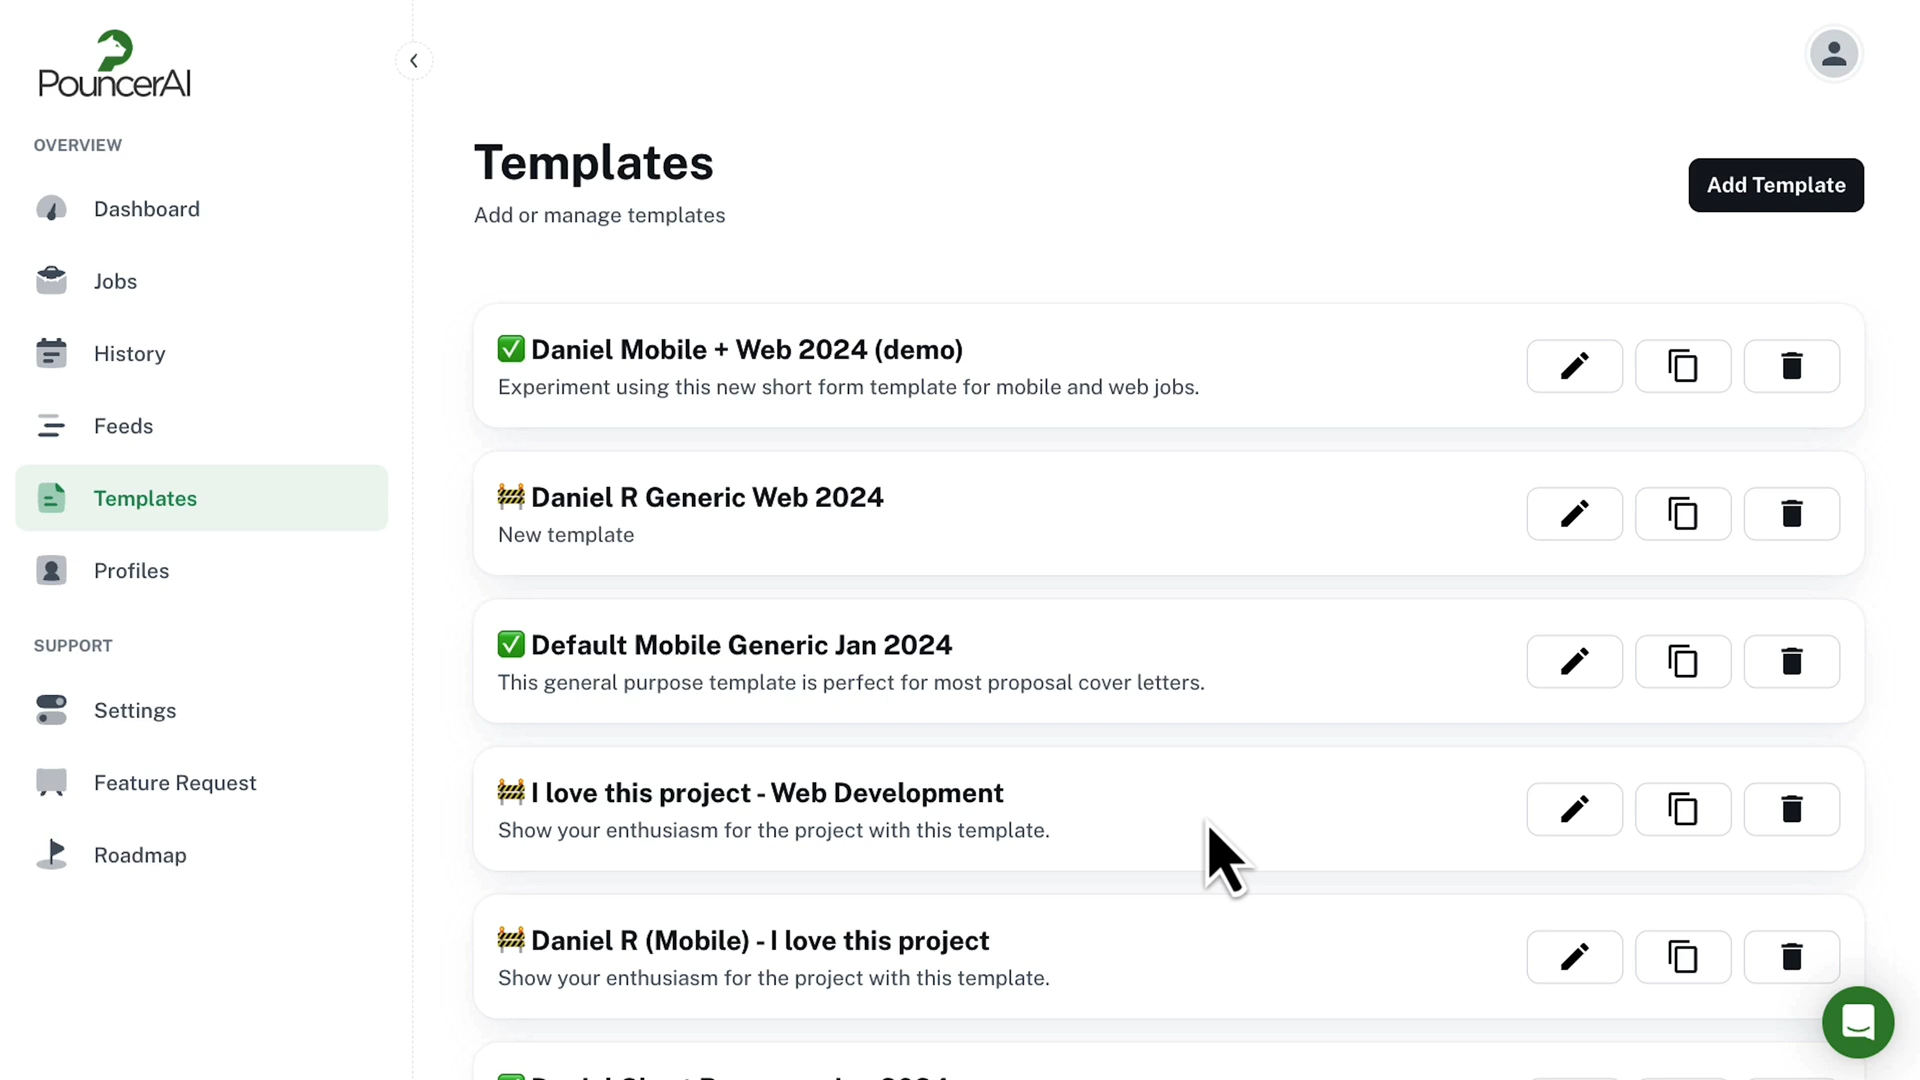 PouncerAI
OVERVIEW
Dashboard
Jobs
History
Feeds
Templates
Profiles
SUPPORT
Settings
Feature Request
Roadmap
Templates
Add or manage templates
Add Template
✅ Daniel Mobile + Web 2024 (demo)
Experiment using this new short form template for mobile and web jobs.
🚧 Daniel R Generic Web 2024
New template
✅ Default Mobile Generic Jan 2024
This general purpose template is perfect for most proposal cover letters.
🚧 I love this project - Web Development
Show your enthusiasm for the project with this template.
🚧 Daniel R (Mobile) - I love this project
Show your enthusiasm for the project with this template.